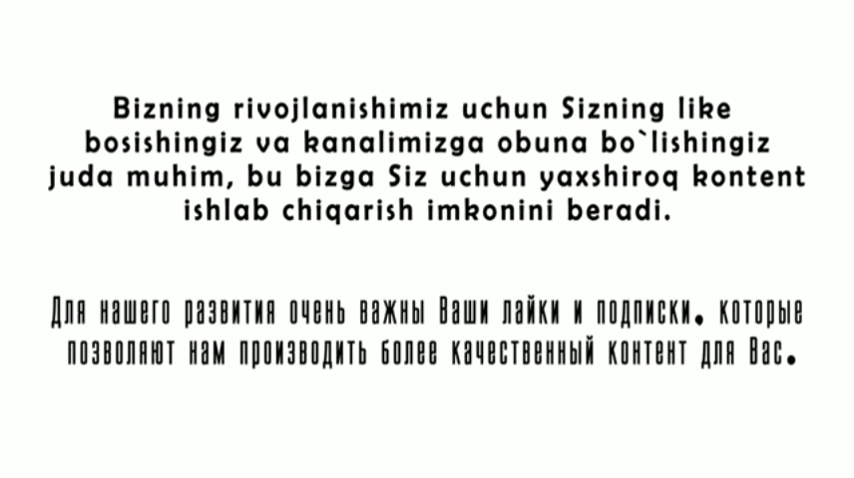 Bizning rivojlanishimiz uchun Sizning like
bosishingiz va kanalimizga obuna bo`lishingiz
juda muhim, bu bizga Siz uchun yaxshiroq kontent
ishlab chiqarish imkonini beradi.
Для нашего развития очень важны Ваши лайки и подписки. которые
позволяют нам производить более качественный контент для Вас.